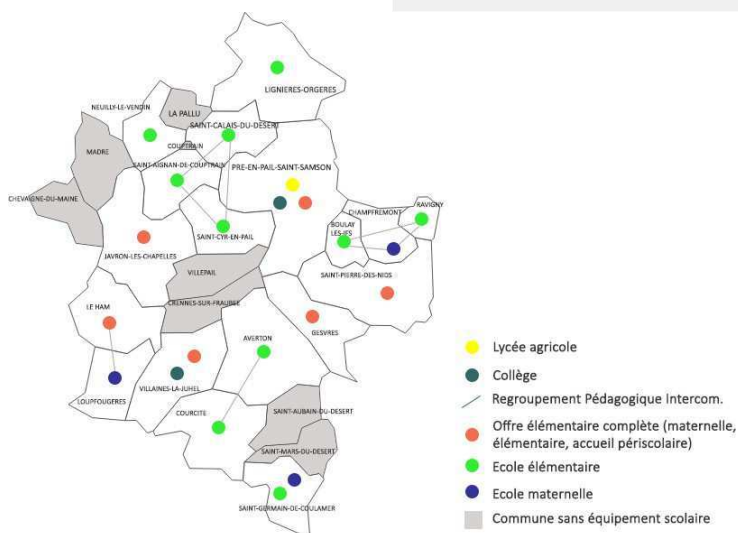 LIGNIERES-ORGERES
NEUILLY-LE-VENDIN
LA PALLU
SAINT-CALAIS-DU-DESERT
COUPTRAIN
MADRE
SAINT-AIGNAN-DE-COUPTRAIN
PRE-EN-PAIL-SAINT-SAMSON
CHEVAIGNE-DU-MAINE
CHAMPFREMONT
RAVIGNY
BOULAY
LES-IFS
SAINT-CYR-EN-PAIL
JAVRON-LES-CHAPELLES
VILLEPAIL
SAINT-PIERRE-DES-NIOS
LE HAM
CRENNES-SUR-FRAUBEE
GESVRES
AVERTON
LOUPFOUGERES
VILLAINES-LA-JUHEL
COURCITE
SAINT-AUBAIN-DU-DESERT
SAINT-MARS-DU-DESERT
SAINT-GERMAIN-DE-COULAMER
Lycée agricole
Collège
Regroupement Pédagogique Intercom.
Offre élémentaire complète (maternelle,
élémentaire, accueil périscolaire)
Ecole élémentaire
Ecole maternelle
Commune sans équipement scolaire